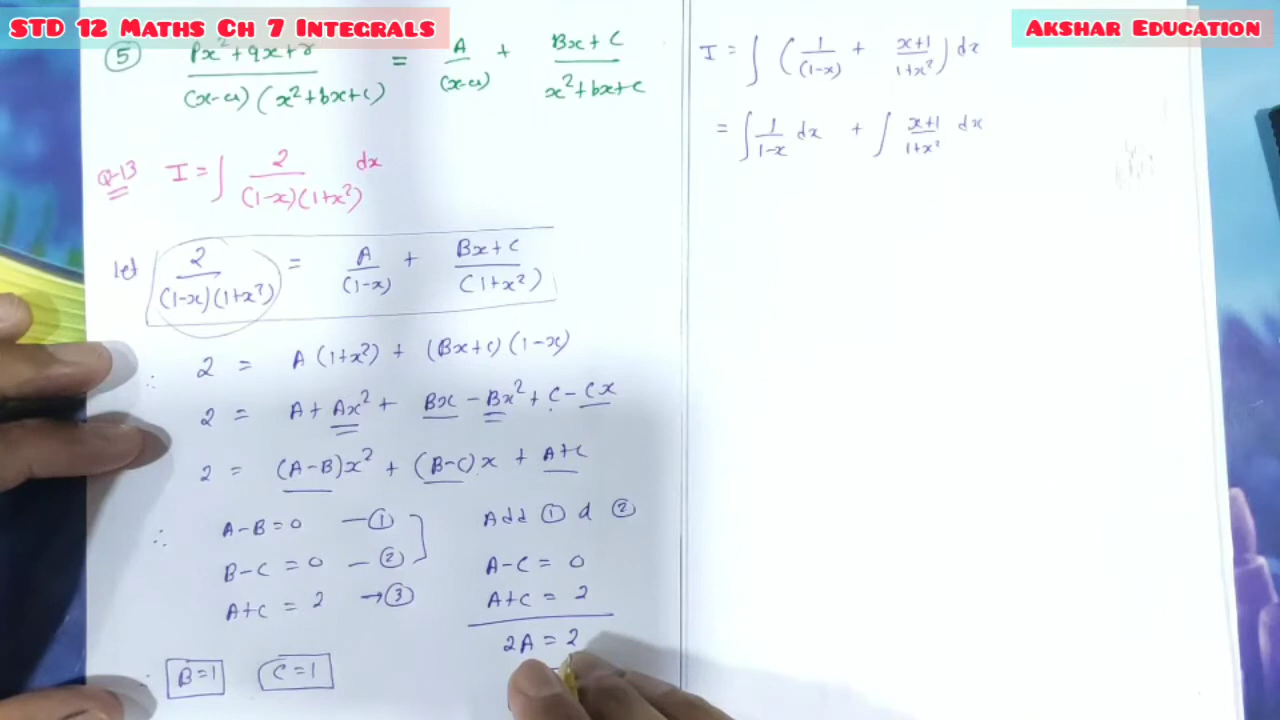 STD 12 Maths Ch 7 Integrals
Akshar Education
⑤ px²+qx+r / (x-a)(x²+bx+c) = A/(x-a) + Bx+C / x²+bx+c
Q-13 I = ∫ 2/(1-x)(1+x²) dx
let 2/(1-x)(1+x²) = A/(1-x) + Bx+C/(1+x²)
∴ 2 = A(1+x²) + (Bx+c)(1-x)
2 = A + Ax² + Bx - Bx² + C - Cx
2 = (A-B)x² + (B-C)x + A+C
∴ A-B=0 —①
B-C=0 —②
A+C = 2 →③
B=1 C=1
Add ① d ②
A-C = 0
A+C = 2
2A = 2
I = ∫ (1/(1-x) + x+1/1+x²) dx
= ∫ 1/1-x dx + ∫ x+1/1+x² dx